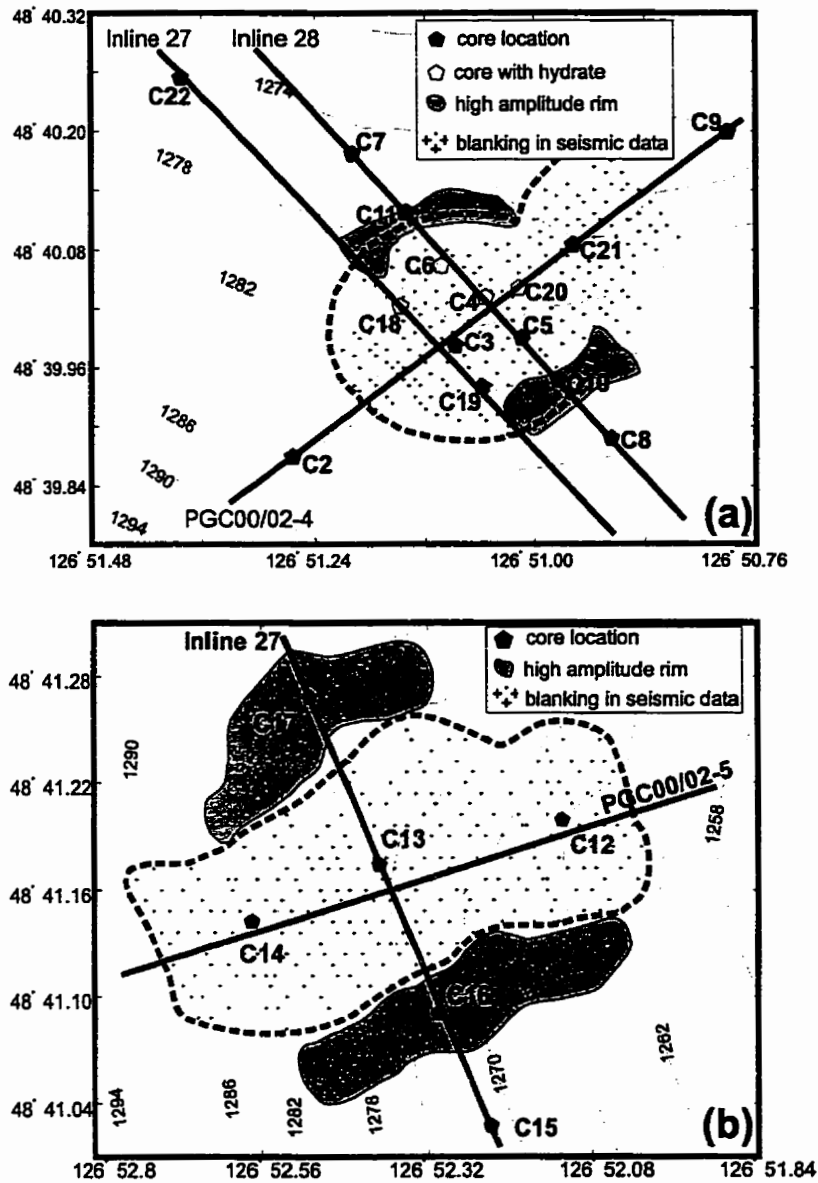 48° 40.32
Inline 27
Inline 28
core location
core with hydrate
high amplitude rim
blanking in seismic data
1274
C22
C7
C9
48° 40.20
1278
C11
C21
48° 40.08
C6
1282
C20
C4
C18
C5
C3
48° 39.96
C19
1286
C8
C2
48° 39.84
1290
PGC00/02-4
1294
(a)
126° 51.48
126° 51.24
126° 51.00
126° 50.76
Inline 27
core location
high amplitude rim
blanking in seismic data
48° 41.28
C17
1290
48° 41.22
PGC00/02-5
1258
C13
C12
48° 41.16
C14
48° 41.10
1262
1270
1294
1286
1282
1278
48° 41.04
C15
(b)
126° 52.8
126° 52.56
126° 52.32
126° 52.08
126° 51.84